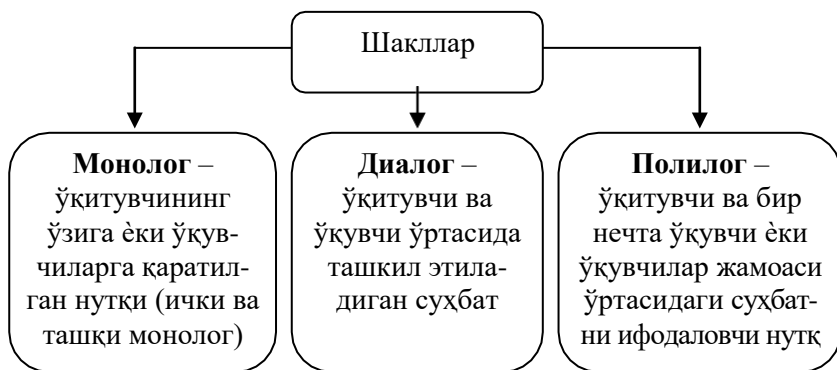 Шакллар
Монолог –
ўқитувчининг
ўзига ѐки ўқув-
чиларга қаратил-
ган нутқи (ички ва
ташқи монолог)
Диалог –
ўқитувчи ва
ўқувчи ўртасида
ташкил этила-
диган суҳбат
Полилог –
ўқитувчи ва бир
нечта ўқувчи ѐки
ўқувчилар жамоаси
ўртасидаги суҳбат-
ни ифодаловчи нутқ